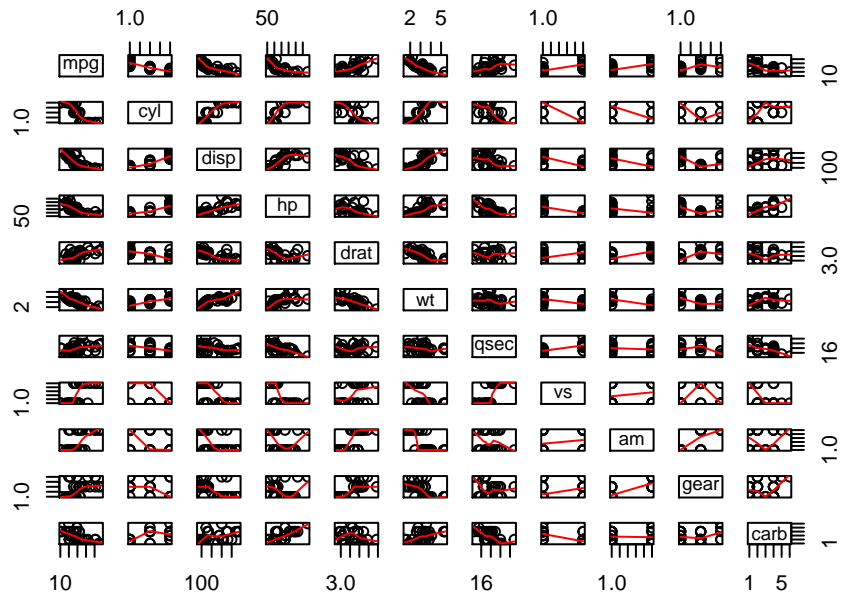 1.0 50 2 5 1.0 1.0
mpg 10
1.0 cyl
disp 100
50 hp
drat 3.0
2 wt
qsec 16
1.0 vs
am 1.0
1.0 gear
carb 1
10 100 3.0 16 1.0 1 5